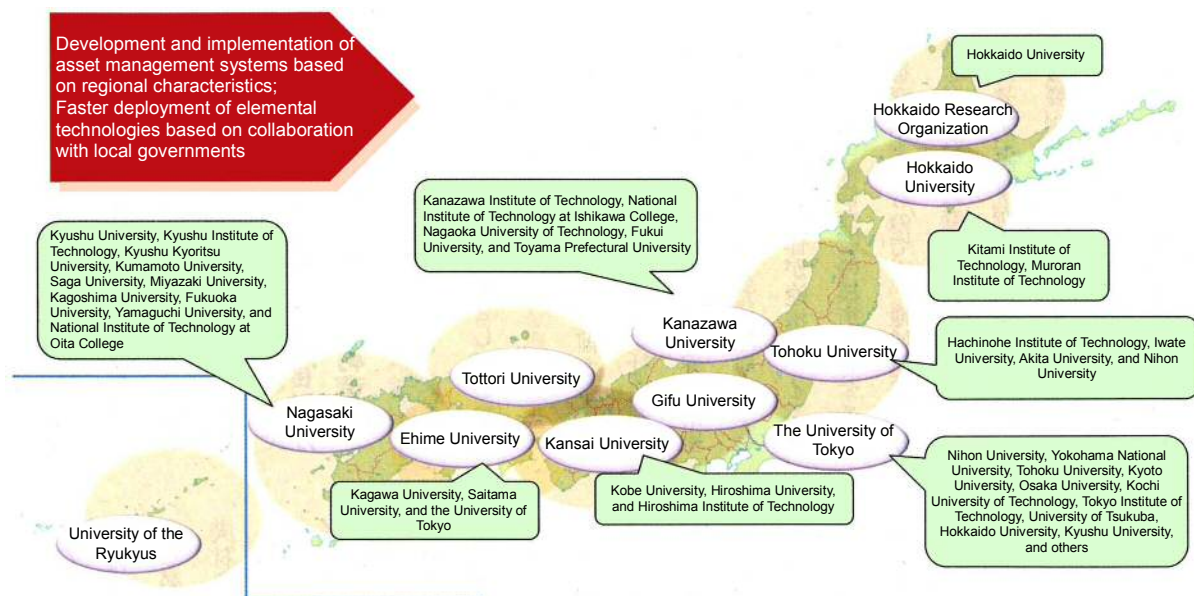 Development and implementation of
asset management systems based
on regional characteristics;
Faster deployment of elemental
technologies based on collaboration
with local governments
Hokkaido University
Hokkaido Research
Organization
Hokkaido
University
Kitami Institute of
Technology, Muroran
Institute of Technology
Kanazawa Institute of Technology, National
Institute of Technology at Ishikawa College,
Nagaoka University of Technology, Fukui
University, and Toyama Prefectural University
Kyushu University, Kyushu Institute of
Technology, Kyushu Kyoritsu
University, Kumamoto University,
Saga University, Miyazaki University,
Kagoshima University, Fukuoka
University, Yamaguchi University, and
National Institute of Technology at
Oita College
Kanazawa
University
Tohoku University
Hachinohe Institute of Technology, Iwate
University, Akita University, and Nihon
University
Tottori University
Gifu University
Nagasaki
University
Ehime University
Kansai University
The University of
Tokyo
Kagawa University, Saitama
University, and the University of
Tokyo
Kobe University, Hiroshima University,
and Hiroshima Institute of Technology
Nihon University, Yokohama National
University, Tohoku University, Kyoto
University, Osaka University, Kochi
University of Technology, Tokyo Institute
of Technology, University of Tsukuba,
Hokkaido University, Kyushu University,
and others
University of the
Ryukyus